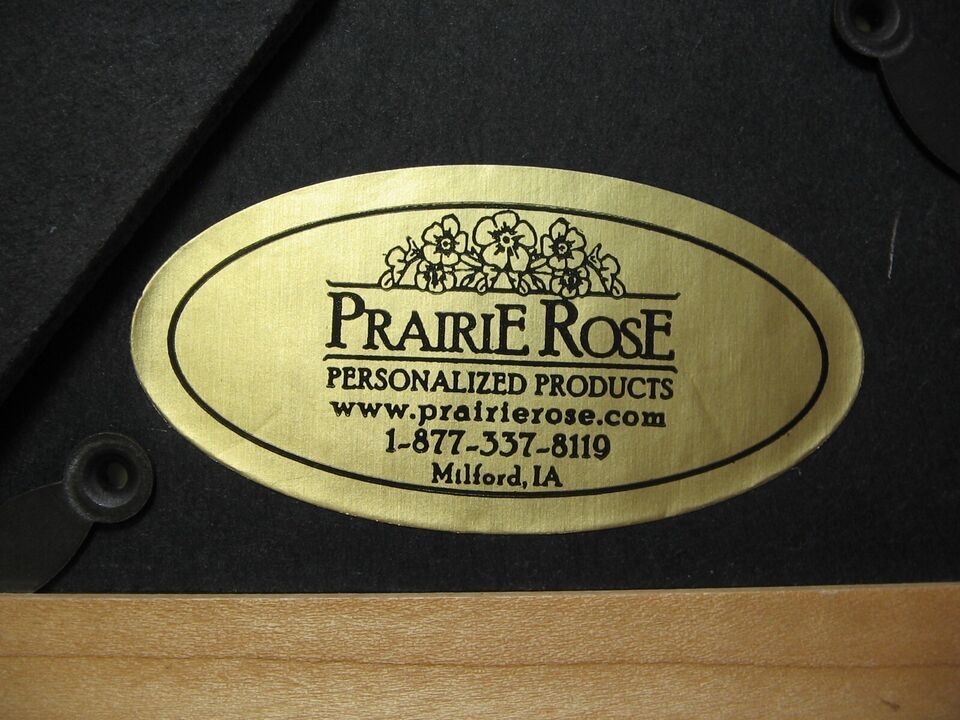 PRAIRIE ROSE
PERSONALIZED PRODUCTS
www.prairierose.com
1-877-337-8119
Milford, IA